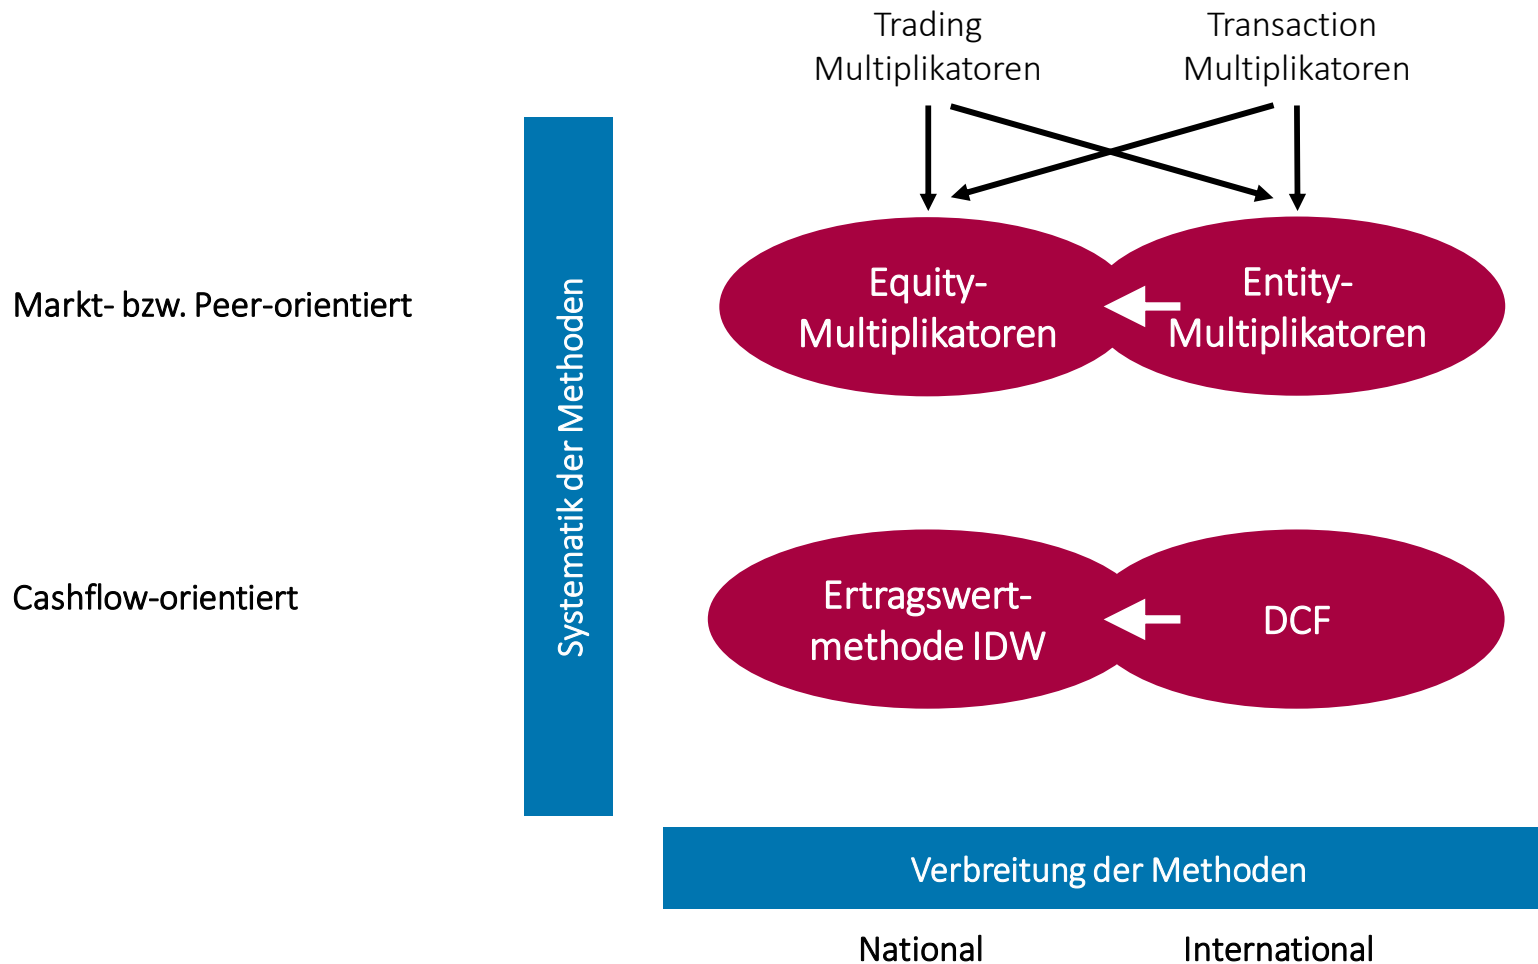 Trading
Multiplikatoren
Transaction
Multiplikatoren
Markt- bzw. Peer-orientiert
Systematik der Methoden
Equity-
Multiplikatoren
Entity-
Multiplikatoren
Cashflow-orientiert
Ertragswert-
methode IDW
DCF
Verbreitung der Methoden
National
International